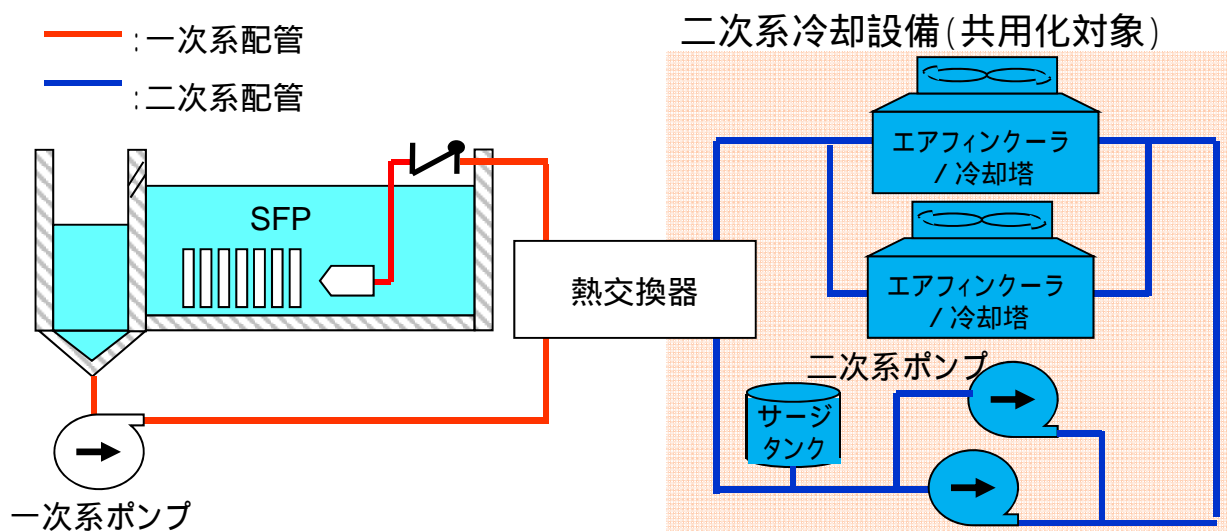 :一次系配管
:二次系配管
二次系冷却設備(共用化対象)
エアフィンクーラ
/冷却塔
SFP
エアフィンクーラ
/冷却塔
熱交換器
二次系ポンプ
サージ
タンク
一次系ポンプ